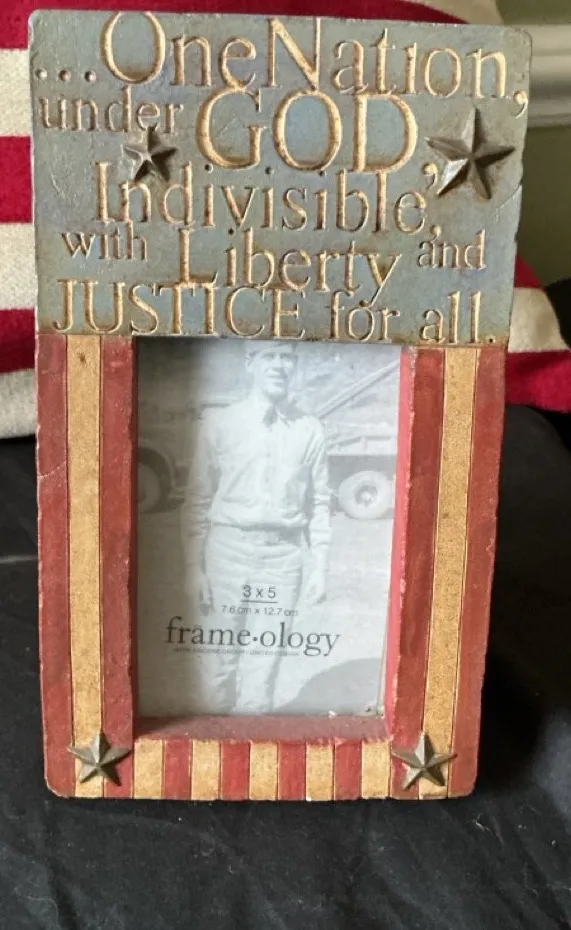 ...One Nation,
under GOD,
Indivisible,
with Liberty and
JUSTICE for all.
3 x 5
7.6 cm x 12.7 cm
frame•ology